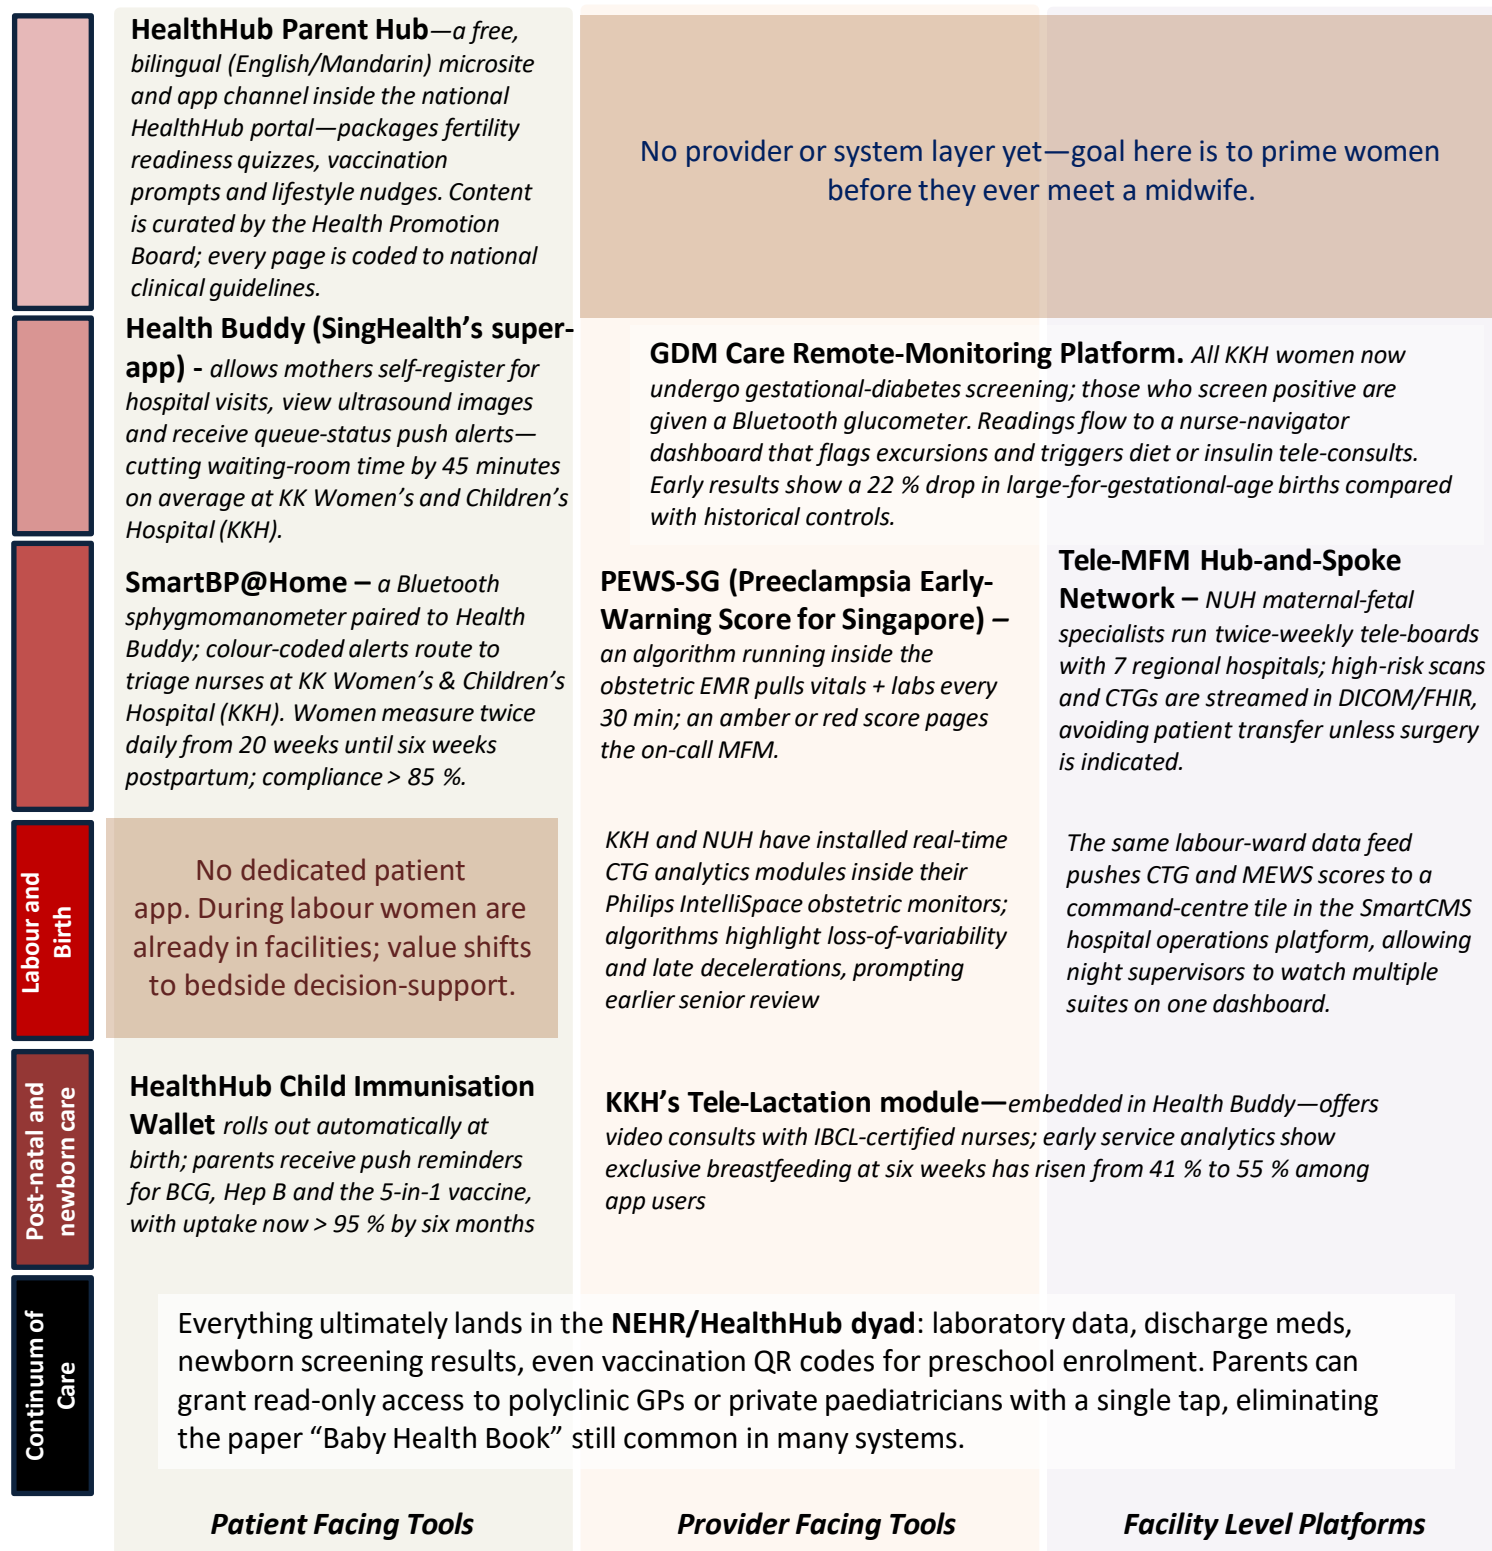 HealthHub Parent Hub—a free,
bilingual (English/Mandarin) microsite
and app channel inside the national
HealthHub portal—packages fertility
readiness quizzes, vaccination
prompts and lifestyle nudges. Content
is curated by the Health Promotion
Board; every page is coded to national
clinical guidelines.
No provider or system layer yet—goal here is to prime women
before they ever meet a midwife.
Health Buddy (SingHealth’s super-
app) - allows mothers self-register for
hospital visits, view ultrasound images
and receive queue-status push alerts—
cutting waiting-room time by 45 minutes
on average at KK Women’s and Children’s
Hospital (KKH).
GDM Care Remote-Monitoring Platform. All KKH women now
undergo gestational-diabetes screening; those who screen positive are
given a Bluetooth glucometer. Readings flow to a nurse-navigator
dashboard that flags excursions and triggers diet or insulin tele-consults.
Early results show a 22 % drop in large-for-gestational-age births compared
with historical controls.
SmartBP@Home – a Bluetooth
sphygmomanometer paired to Health
Buddy; colour-coded alerts route to
triage nurses at KK Women’s & Children’s
Hospital (KKH). Women measure twice
daily from 20 weeks until six weeks
postpartum; compliance > 85 %.
PEWS-SG (Preeclampsia Early-
Warning Score for Singapore) –
an algorithm running inside the
obstetric EMR pulls vitals + labs every
30 min; an amber or red score pages
the on-call MFM.
Tele-MFM Hub-and-Spoke
Network – NUH maternal-fetal
specialists run twice-weekly tele-boards
with 7 regional hospitals; high-risk scans
and CTGs are streamed in DICOM/FHIR,
avoiding patient transfer unless surgery
is indicated.
Labour and
Birth
No dedicated patient
app. During labour women are
already in facilities; value shifts
to bedside decision-support.
KKH and NUH have installed real-time
CTG analytics modules inside their
Philips IntelliSpace obstetric monitors;
algorithms highlight loss-of-variability
and late decelerations, prompting
earlier senior review
The same labour-ward data feed
pushes CTG and MEWS scores to a
command-centre tile in the SmartCMS
hospital operations platform, allowing
night supervisors to watch multiple
suites on one dashboard.
Post-natal and
newborn care
HealthHub Child Immunisation
Wallet rolls out automatically at
birth; parents receive push reminders
for BCG, Hep B and the 5-in-1 vaccine,
with uptake now > 95 % by six months
KKH’s Tele-Lactation module—embedded in Health Buddy—offers
video consults with IBCL-certified nurses; early service analytics show
exclusive breastfeeding at six weeks has risen from 41 % to 55 % among
app users
Continuum of
Care
Everything ultimately lands in the NEHR/HealthHub dyad: laboratory data, discharge meds,
newborn screening results, even vaccination QR codes for preschool enrolment. Parents can
grant read-only access to polyclinic GPs or private paediatricians with a single tap, eliminating
the paper “Baby Health Book” still common in many systems.
Patient Facing Tools
Provider Facing Tools
Facility Level Platforms